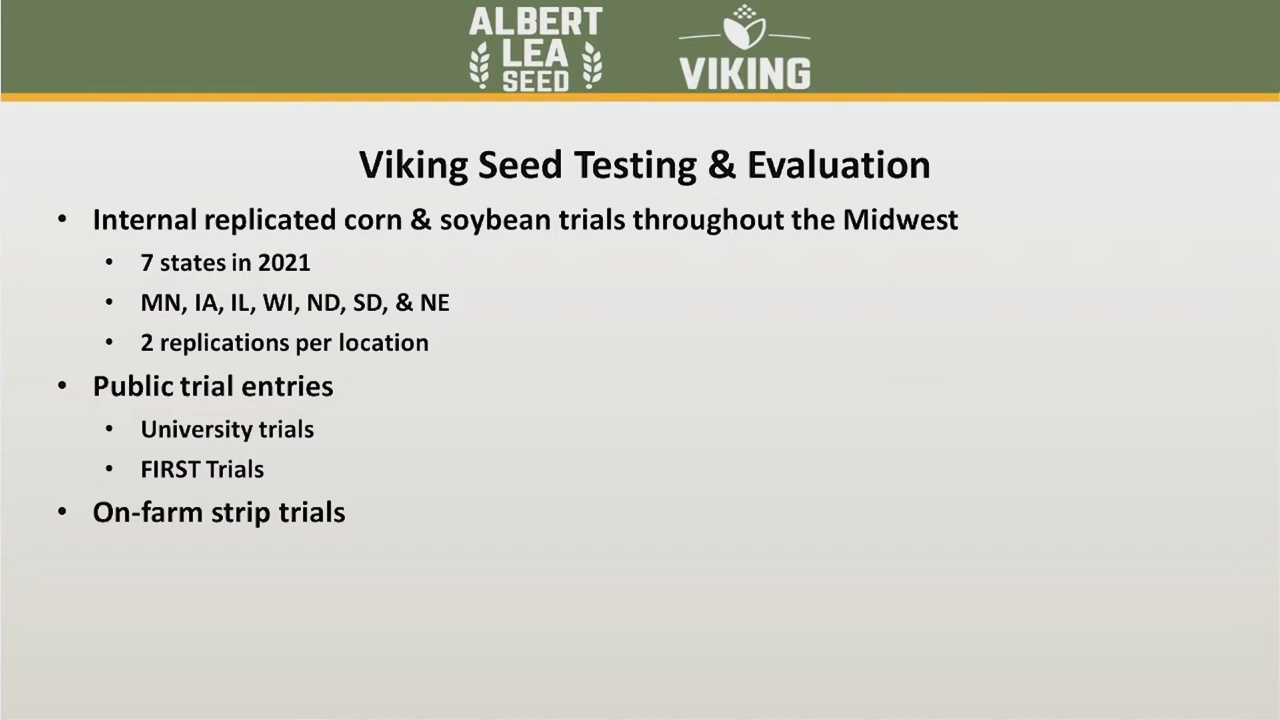 ALBERT
LEA
SEED
VIKING
Viking Seed Testing & Evaluation
• Internal replicated corn & soybean trials throughout the Midwest
• 7 states in 2021
• MN, IA, IL, WI, ND, SD, & NE
• 2 replications per location
• Public trial entries
• University trials
• FIRST Trials
• On-farm strip trials